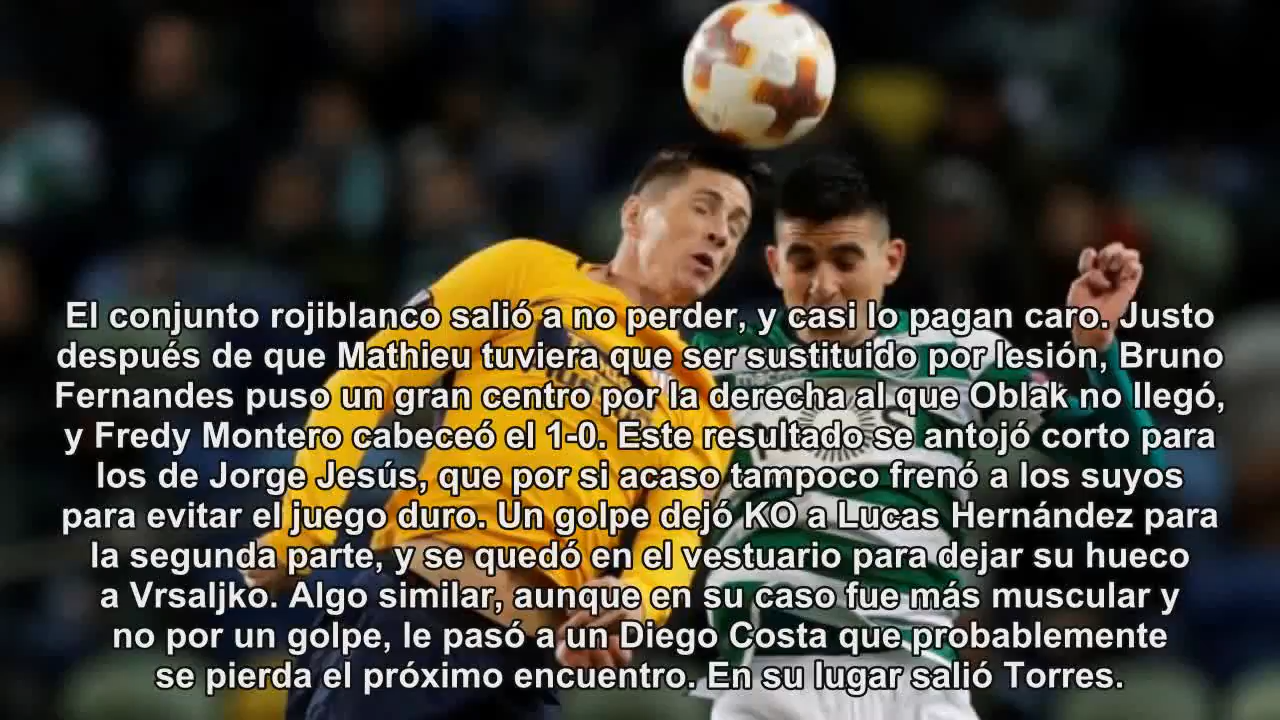 El conjunto rojiblanco salió a no perder, y casi lo pagan caro. Justo
después de que Mathieu tuviera que ser sustituido por lesión, Bruno
Fernandes puso un gran centro por la derecha al que Oblak no llegó,
y Fredy Montero cabeceó el 1-0. Este resultado se antojó corto para
los de Jorge Jesús, que por si acaso tampoco frenó a los suyos
para evitar el juego duro. Un golpe dejó KO a Lucas Hernández para
la segunda parte, y se quedó en el vestuario para dejar su hueco
a Vrsaljko. Algo similar, aunque en su caso fue más muscular y
no por un golpe, le pasó a un Diego Costa que probablemente
se pierda el próximo encuentro. En su lugar salió Torres.